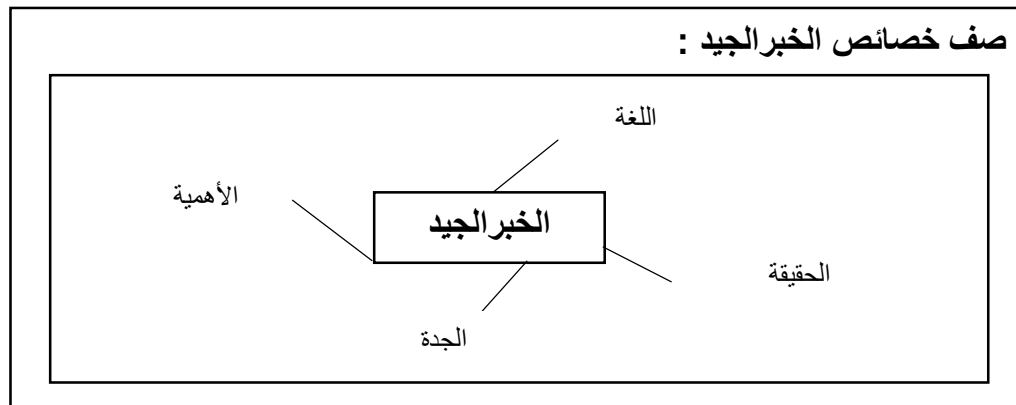 صف خصائص الخبرالجيد :
اللغة
الأهمية
الخبرالجيد
الحقيقة
الجدة